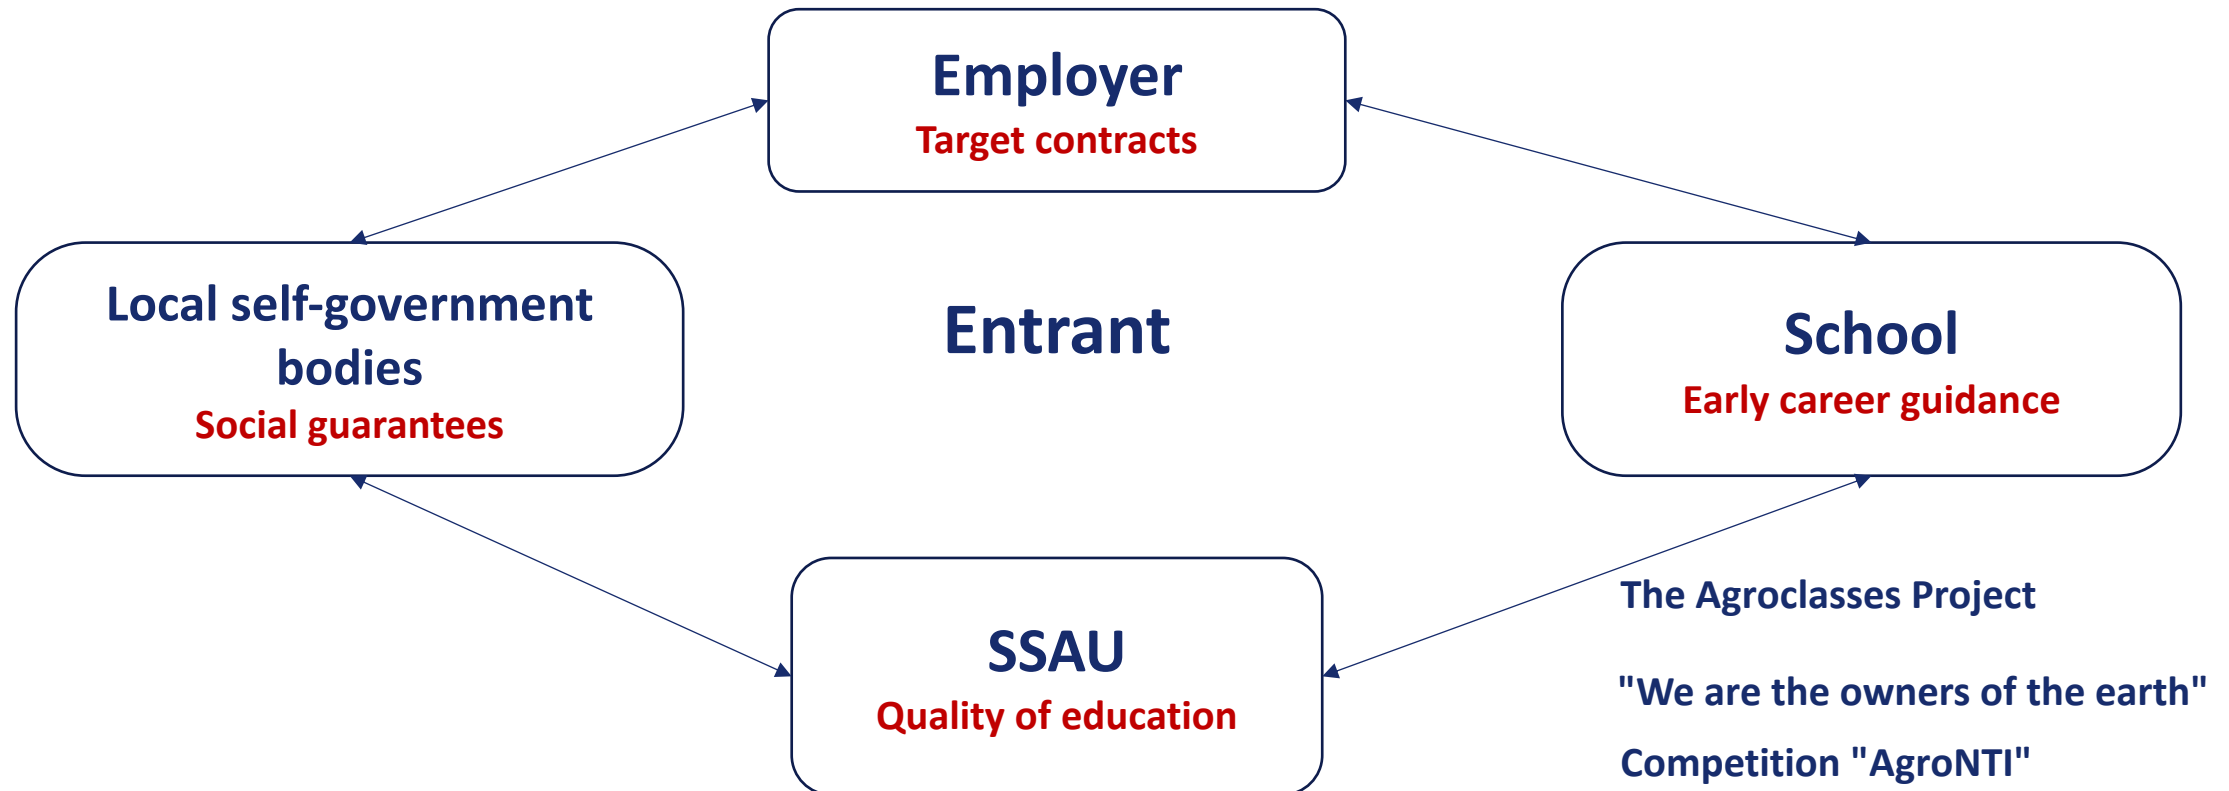 Employer
Target contracts
Local self-government
bodies
Social guarantees
Entrant
School
Early career guidance
SSAU
Quality of education
The Agroclasses Project
"We are the owners of the earth"
Competition "AgroNTI"